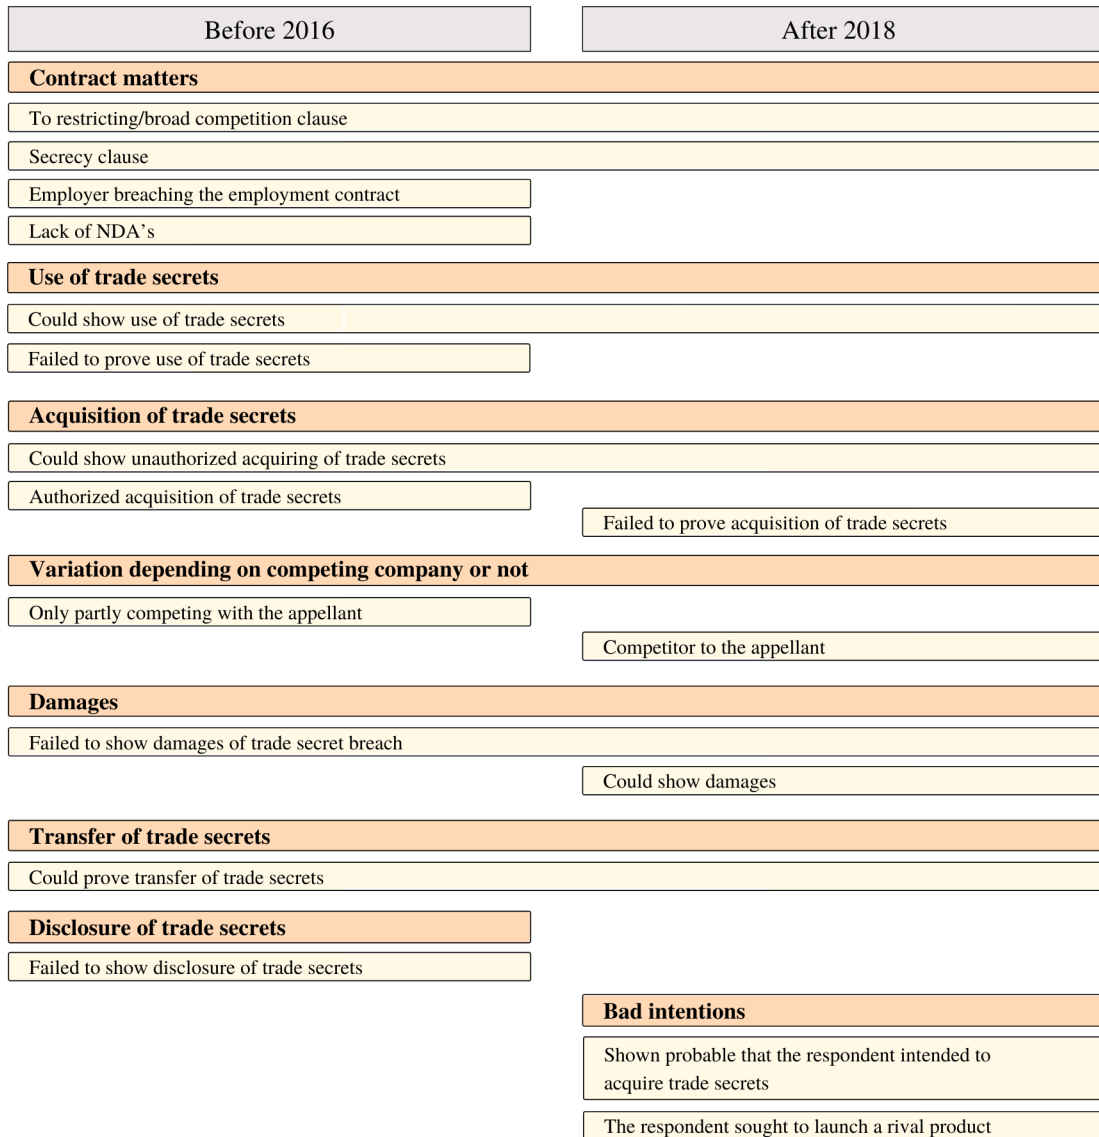 Before 2016
After 2018
Contract matters
To restricting/broad competition clause
Secrecy clause
Employer breaching the employment contract
Lack of NDA’s
Use of trade secrets
Could show use of trade secrets
Failed to prove use of trade secrets
Acquisition of trade secrets
Could show unauthorized acquiring of trade secrets
Authorized acquisition of trade secrets
Failed to prove acquisition of trade secrets
Variation depending on competing company or not
Only partly competing with the appellant
Competitor to the appellant
Damages
Failed to show damages of trade secret breach
Could show damages
Transfer of trade secrets
Could prove transfer of trade secrets
Disclosure of trade secrets
Failed to show disclosure of trade secrets
Bad intentions
Shown probable that the respondent intended to
acquire trade secrets
The respondent sought to launch a rival product